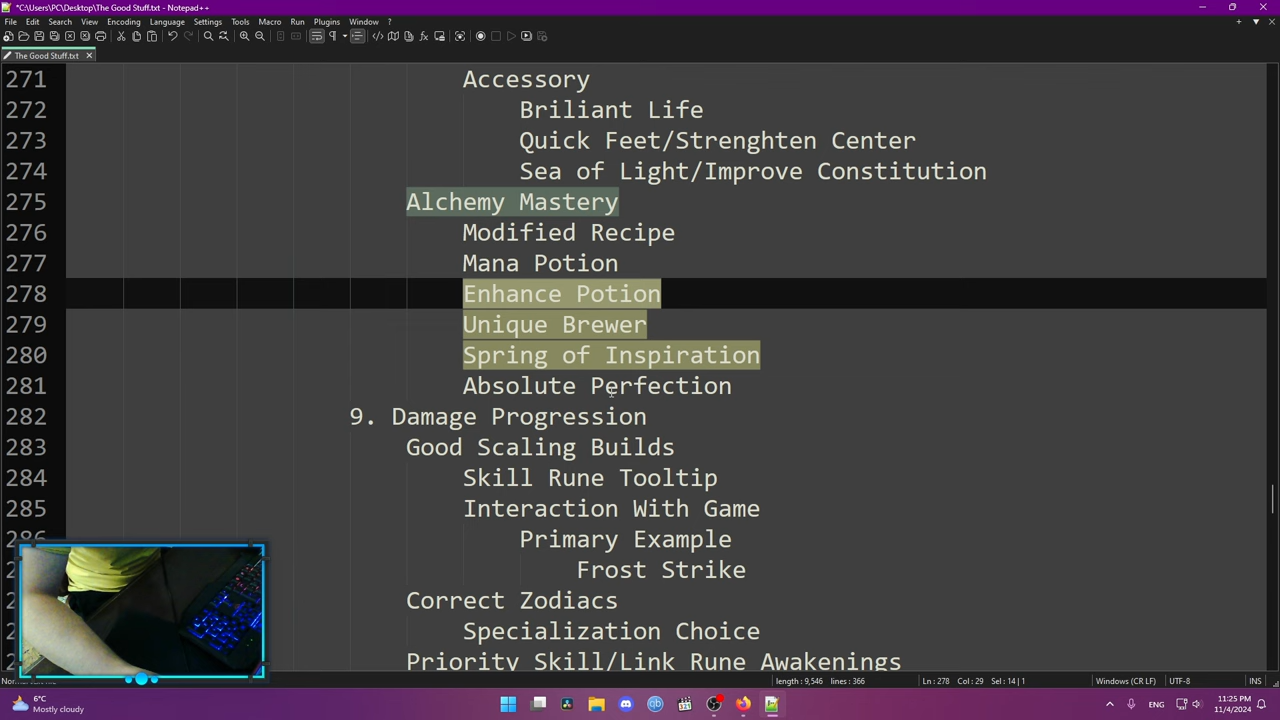 *C:\Users\PC\Desktop\The Good Stuff.txt - Notepad++
File Edit Search View Encoding Language Settings Tools Macro Run Plugins Window ?
The Good Stuff.txt
271 Accessory
272 Briliant Life
273 Quick Feet/Strenghten Center
274 Sea of Light/Improve Constitution
275 Alchemy Mastery
276 Modified Recipe
277 Mana Potion
278 Enhance Potion
279 Unique Brewer
280 Spring of Inspiration
281 Absolute Perfection
282 9. Damage Progression
283 Good Scaling Builds
284 Skill Rune Tooltip
285 Interaction With Game
286 Primary Example
Frost Strike
Correct Zodiacs
Specialization Choice
Priority Skill/Link Rune Awakenings
length : 9,546 lines : 366 Ln : 278 Col : 29 Sel : 14 | 1 Windows (CR LF) UTF-8 INS
6°C
Mostly cloudy
ENG
11:25 PM
11/4/2024